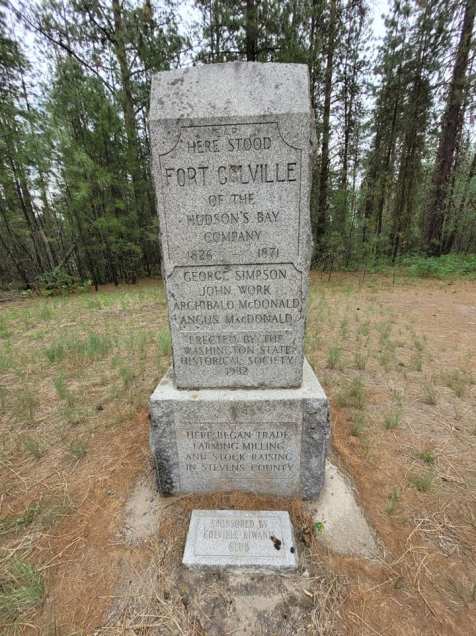 NEAR
HERE STOOD
FORT COLVILLE
OF THE
HUDSON'S BAY
COMPANY
1826 1871
GEORGE SIMPSON
JOHN WORK
ARCHIBALD McDONALD
ANGUS MACDONALD
ERECTED BY THE
WASHINGTON STATE
HISTORICAL SOCIETY
1932
HERE BEGAN TRADE
FARMING MILLING
AND STOCK RAISING
IN STEVENS COUNTY
SPONSORED BY
COLVILLE KIWANIS
CLUB